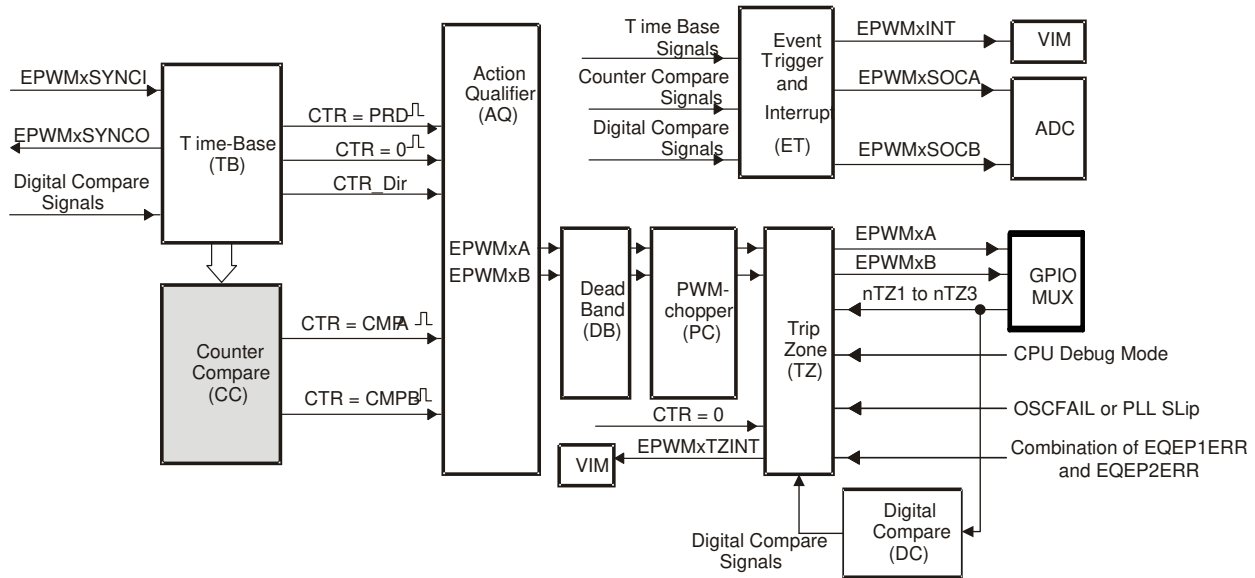 EPWMxSYNCI
EPWMxSYNCO
Digital Compare
Signals
Time-Base
(TB)
CTR = PRD
CTR = 0
CTR_Dir
Counter
Compare
(CC)
CTR = CMPA
CTR = CMPB
Action
Qualifier
(AQ)
EPWMxA
EPWMxB
Time Base
Signals
Counter Compare
Signals
Digital Compare
Signals
Event
Trigger
and
Interrupt
(ET)
EPWMxINT
EPWMxSOCA
EPWMxSOCB
VIM
ADC
Dead
Band
(DB)
PWM-
chopper
(PC)
Trip
Zone
(TZ)
EPWMxA
EPWMxB
nTZ1 to nTZ3
GPIO
MUX
CPU Debug Mode
OSCFAIL or PLL SLip
Combination of EQEP1ERR
and EQEP2ERR
CTR = 0
EPWMxTZINT
VIM
Digital Compare
Signals
Digital
Compare
(DC)